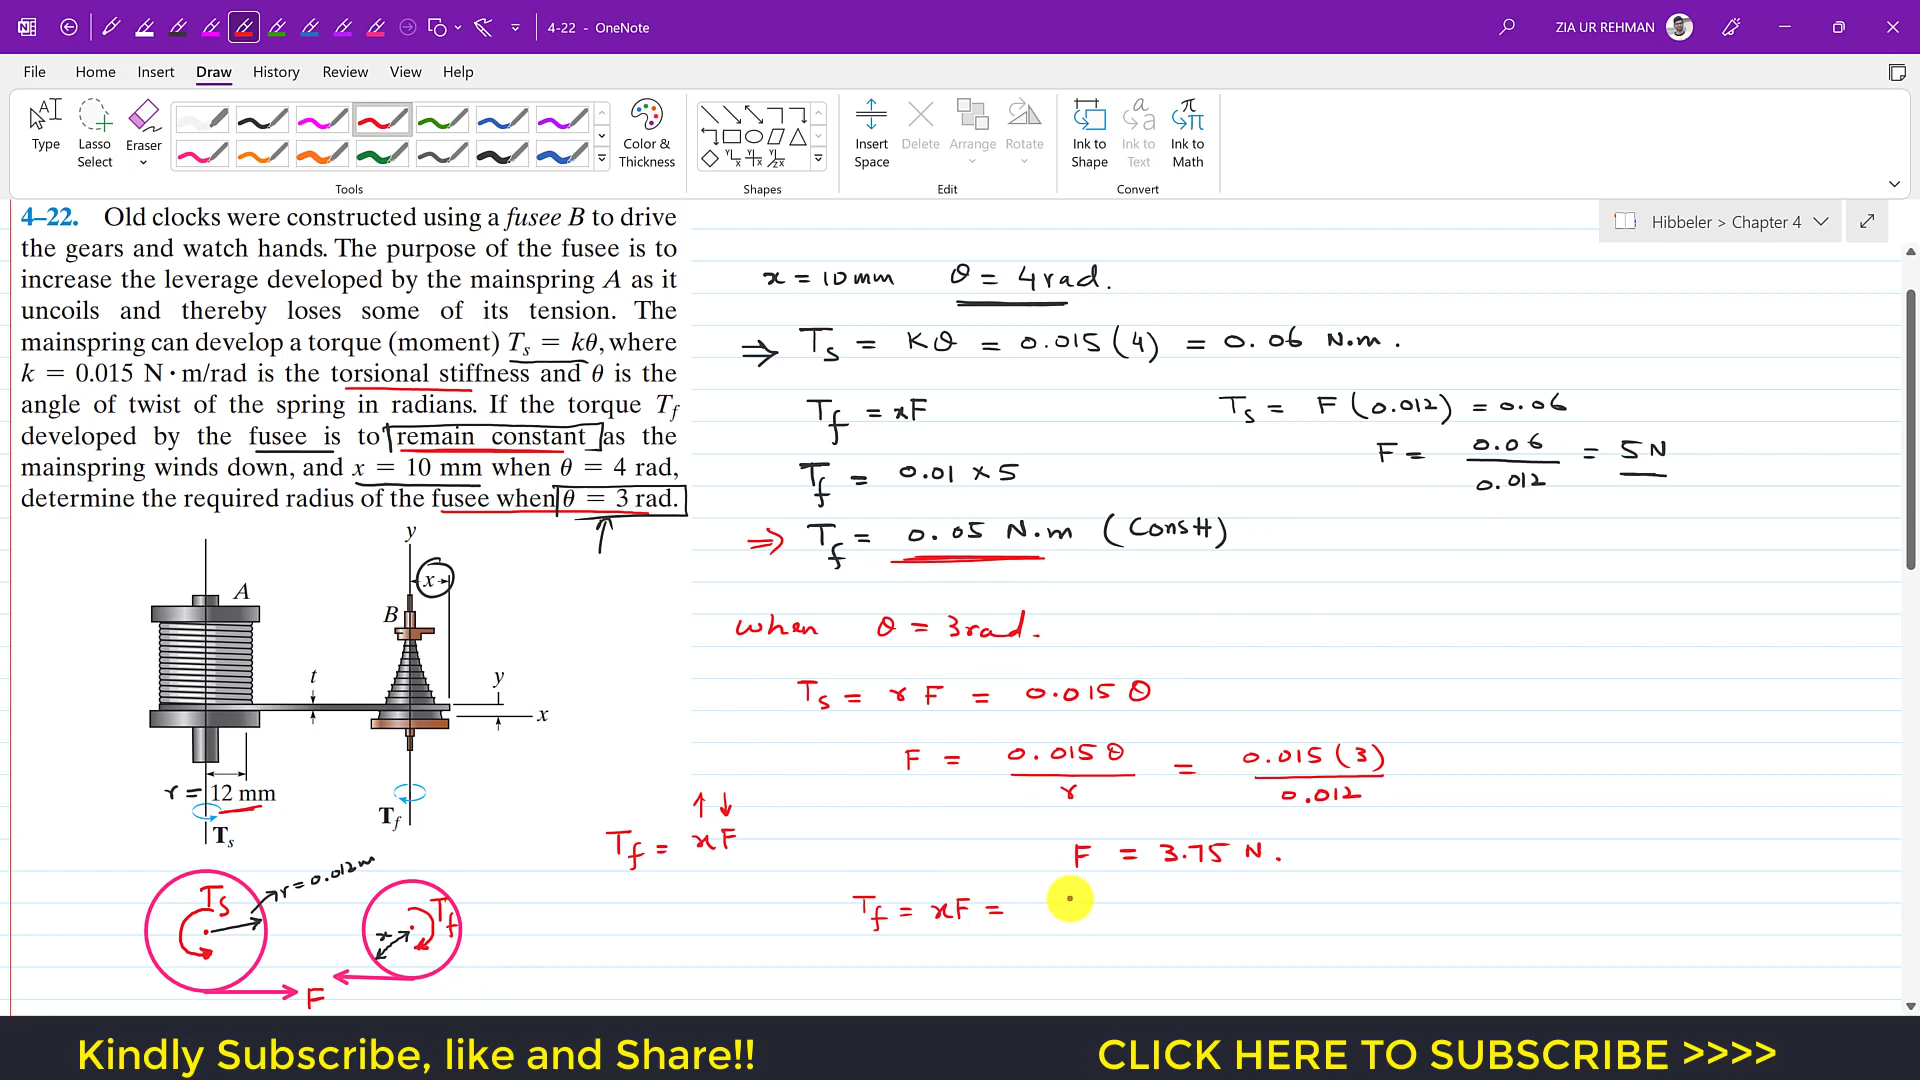 4-22 - OneNote
ZIA UR REHMAN
File Home Insert Draw History Review View Help
Type
Lasso Select
Eraser
Color & Thickness
Insert Space
Delete
Arrange
Rotate
Ink to Shape
Ink to Text
Ink to Math
Tools Shapes Edit Convert
Hibbeler > Chapter 4
4–22. Old clocks were constructed using a fusee B to drive
the gears and watch hands. The purpose of the fusee is to
increase the leverage developed by the mainspring A as it
uncoils and thereby loses some of its tension. The
mainspring can develop a torque (moment) Ts = kθ, where
k = 0.015 N·m/rad is the torsional stiffness and θ is the
angle of twist of the spring in radians. If the torque Tf
developed by the fusee is to remain constant as the
mainspring winds down, and x = 10 mm when θ = 4 rad,
determine the required radius of the fusee when θ = 3 rad.
y
x
A
B
t
y
x
r = 12 mm
Ts
Tf
Ts
r = 0.012m
F
x
Tf
x = 10mm θ = 4rad.
⇒ Ts = Kθ = 0.015 (4) = 0.06 N.m.
Tf = xF
Ts = F (0.012) = 0.06
F = 0.06 / 0.012 = 5 N
Tf = 0.01 × 5
⇒ Tf = 0.05 N.m (Constt)
when θ = 3rad.
Ts = r F = 0.015 θ
F = 0.015 θ / r = 0.015 (3) / 0.012
Tf = xF
↑ ↓
F = 3.75 N.
Tf = xF =
Kindly Subscribe, like and Share!!
CLICK HERE TO SUBSCRIBE >>>>